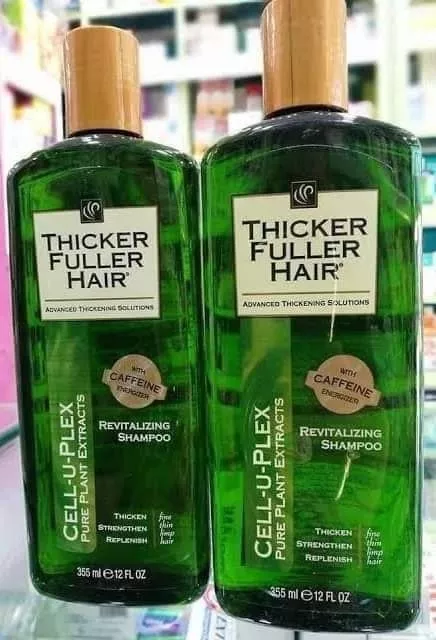 THICKER
FULLER
HAIR®
ADVANCED THICKENING SOLUTIONS
WITH
CAFFEINE
ENERGIZER
REVITALIZING
SHAMPOO
CELL-U-PLEX
PURE PLANT EXTRACTS
THICKEN
STRENGTHEN
REPLENISH
fine
thin
limp
hair
355 ml ℮ 12 FL OZ
THICKER
FULLER
HAIR®
ADVANCED THICKENING SOLUTIONS
WITH
CAFFEINE
ENERGIZER
REVITALIZING
SHAMPOO
CELL-U-PLEX
PURE PLANT EXTRACTS
THICKEN
STRENGTHEN
REPLENISH
fine
thin
limp
hair
355 ml ℮ 12 FL OZ